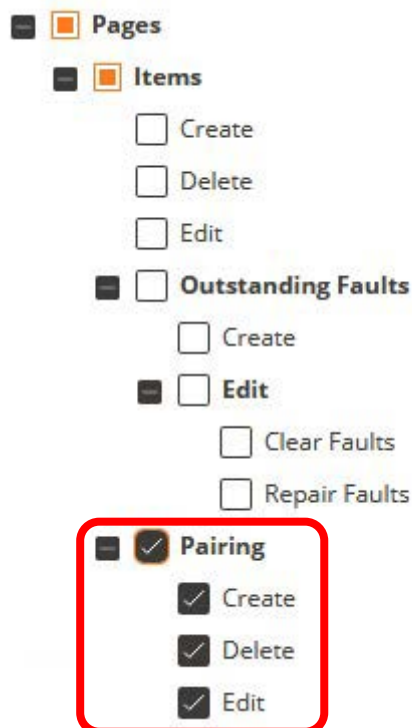 Pages
Items
Create
Delete
Edit
Outstanding Faults
Create
Edit
Clear Faults
Repair Faults
Pairing
Create
Delete
Edit